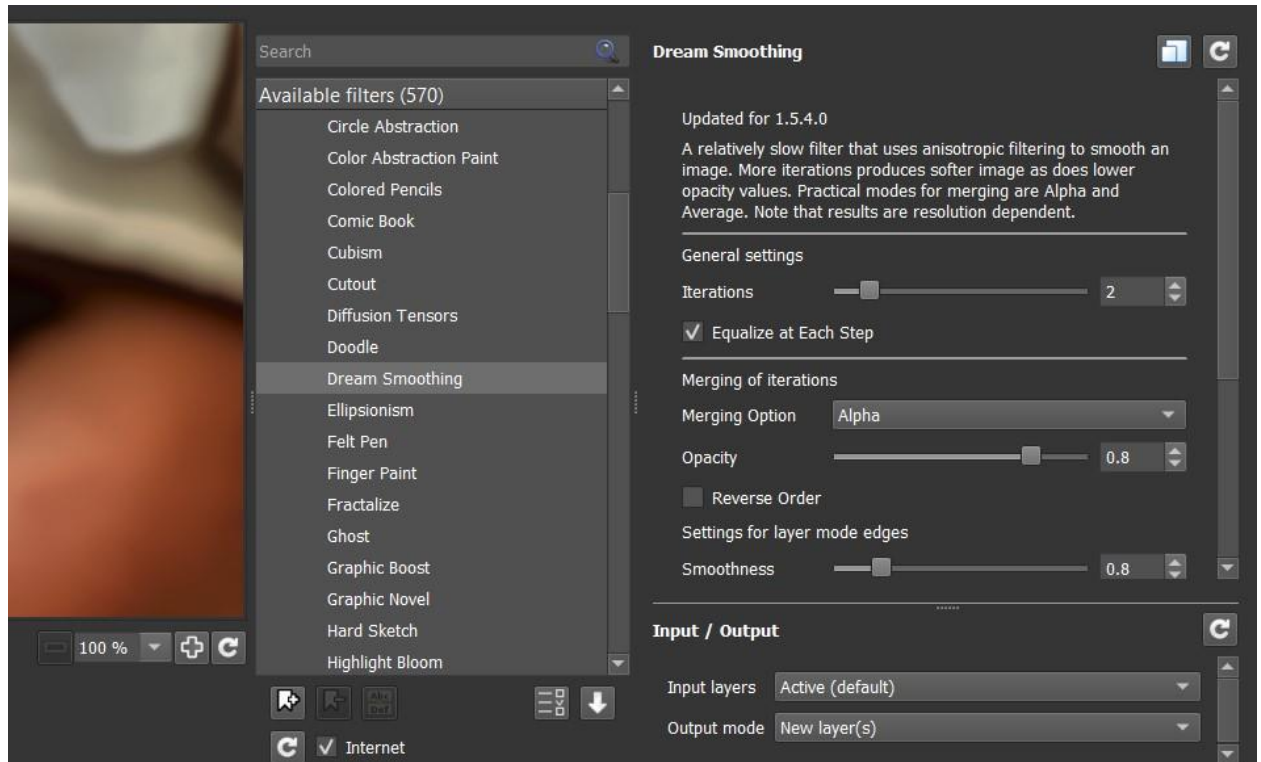 Search
Available filters (570)
Circle Abstraction
Color Abstraction Paint
Colored Pencils
Comic Book
Cubism
Cutout
Diffusion Tensors
Doodle
Dream Smoothing
Ellipsionism
Felt Pen
Finger Paint
Fractalize
Ghost
Graphic Boost
Graphic Novel
Hard Sketch
Highlight Bloom
100 %
Abc
Def
Internet
Dream Smoothing
Updated for 1.5.4.0
A relatively slow filter that uses anisotropic filtering to smooth an
image. More iterations produces softer image as does lower
opacity values. Practical modes for merging are Alpha and
Average. Note that results are resolution dependent.
General settings
Iterations 2
Equalize at Each Step
Merging of iterations
Merging Option Alpha
Opacity 0.8
Reverse Order
Settings for layer mode edges
Smoothness 0.8
Input / Output
Input layers Active (default)
Output mode New layer(s)